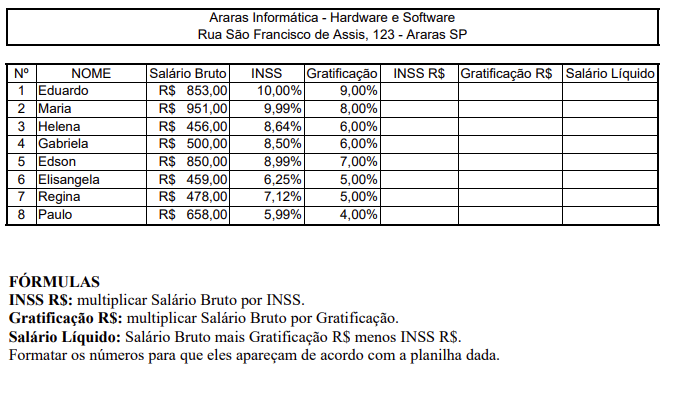 Araras Informática - Hardware e Software
Rua São Francisco de Assis, 123 - Araras SP
Nº NOME Salário Bruto INSS Gratificação INSS R$ Gratificação R$ Salário Líquido
1 Eduardo R$ 853,00 10,00% 9,00%
2 Maria R$ 951,00 9,99% 8,00%
3 Helena R$ 456,00 8,64% 6,00%
4 Gabriela R$ 500,00 8,50% 6,00%
5 Edson R$ 850,00 8,99% 7,00%
6 Elisangela R$ 459,00 6,25% 5,00%
7 Regina R$ 478,00 7,12% 5,00%
8 Paulo R$ 658,00 5,99% 4,00%
FÓRMULAS
INSS R$: multiplicar Salário Bruto por INSS.
Gratificação R$: multiplicar Salário Bruto por Gratificação.
Salário Líquido: Salário Bruto mais Gratificação R$ menos INSS R$.
Formatar os números para que eles apareçam de acordo com a planilha dada.